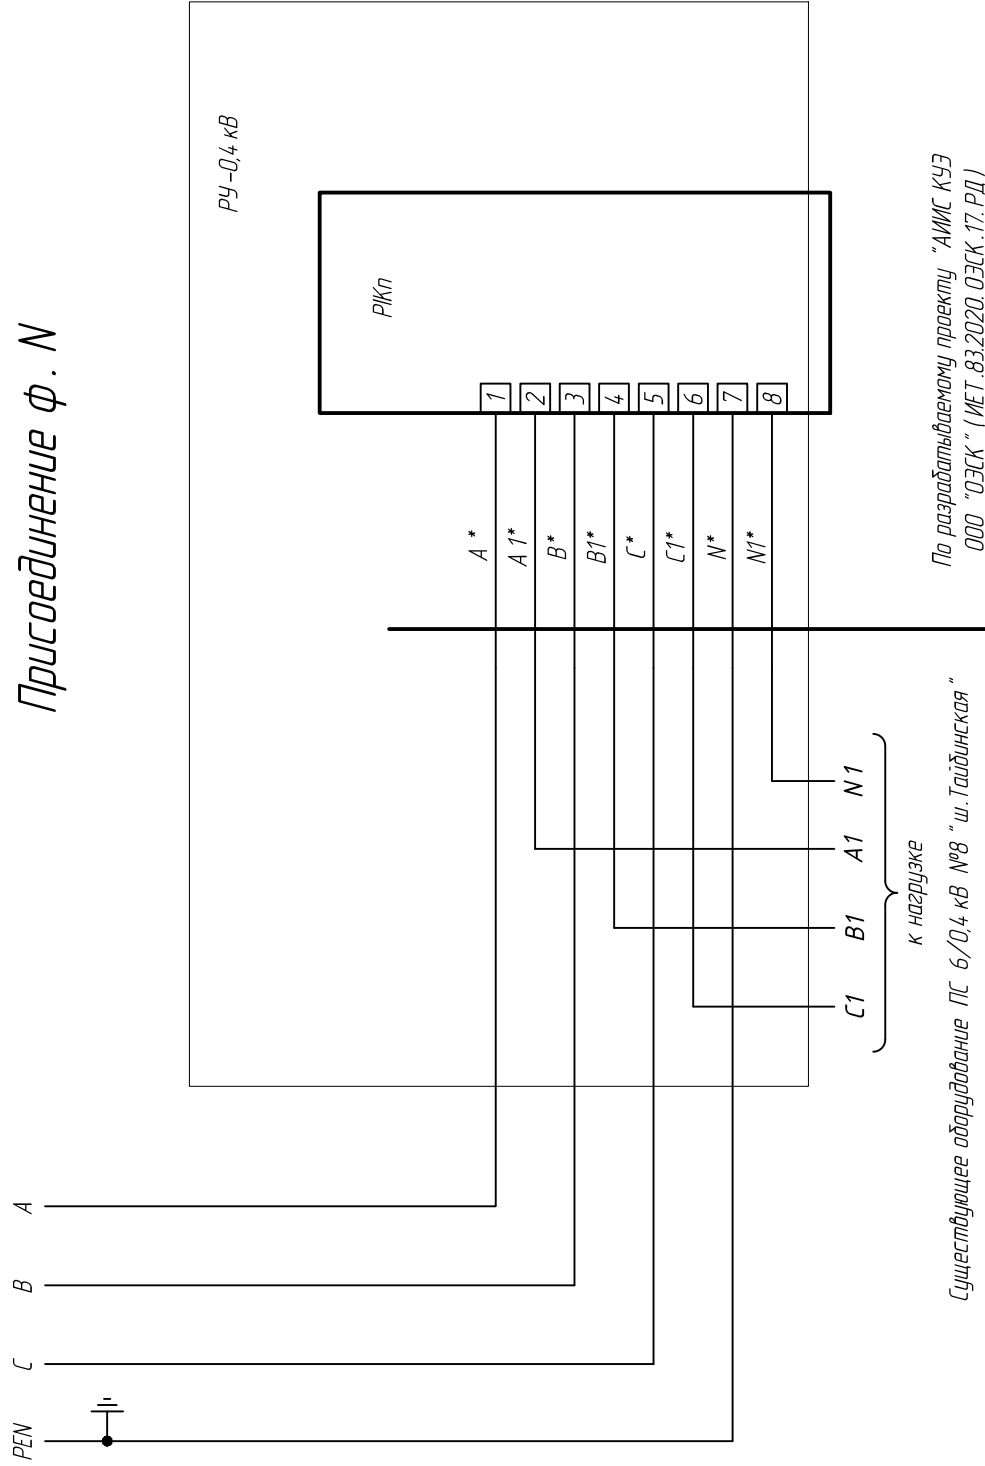 Присоединение ф. N
РУ-0,4 кВ
PIKn
1
2
3
4
5
6
7
8
A*
A1*
B*
B1*
C*
C1*
N*
N1*
PEN
C
B
A
C1
B1
A1
N1
к нагрузке
Существующее оборудование ПС 6/0,4 кВ №8 "ш.Тайбинская"
По разрабатываемому проекту "АИИС КУЭ
ООО "ОЭСК" (ИЕТ.83.2020.ОЭСК.17.РД)